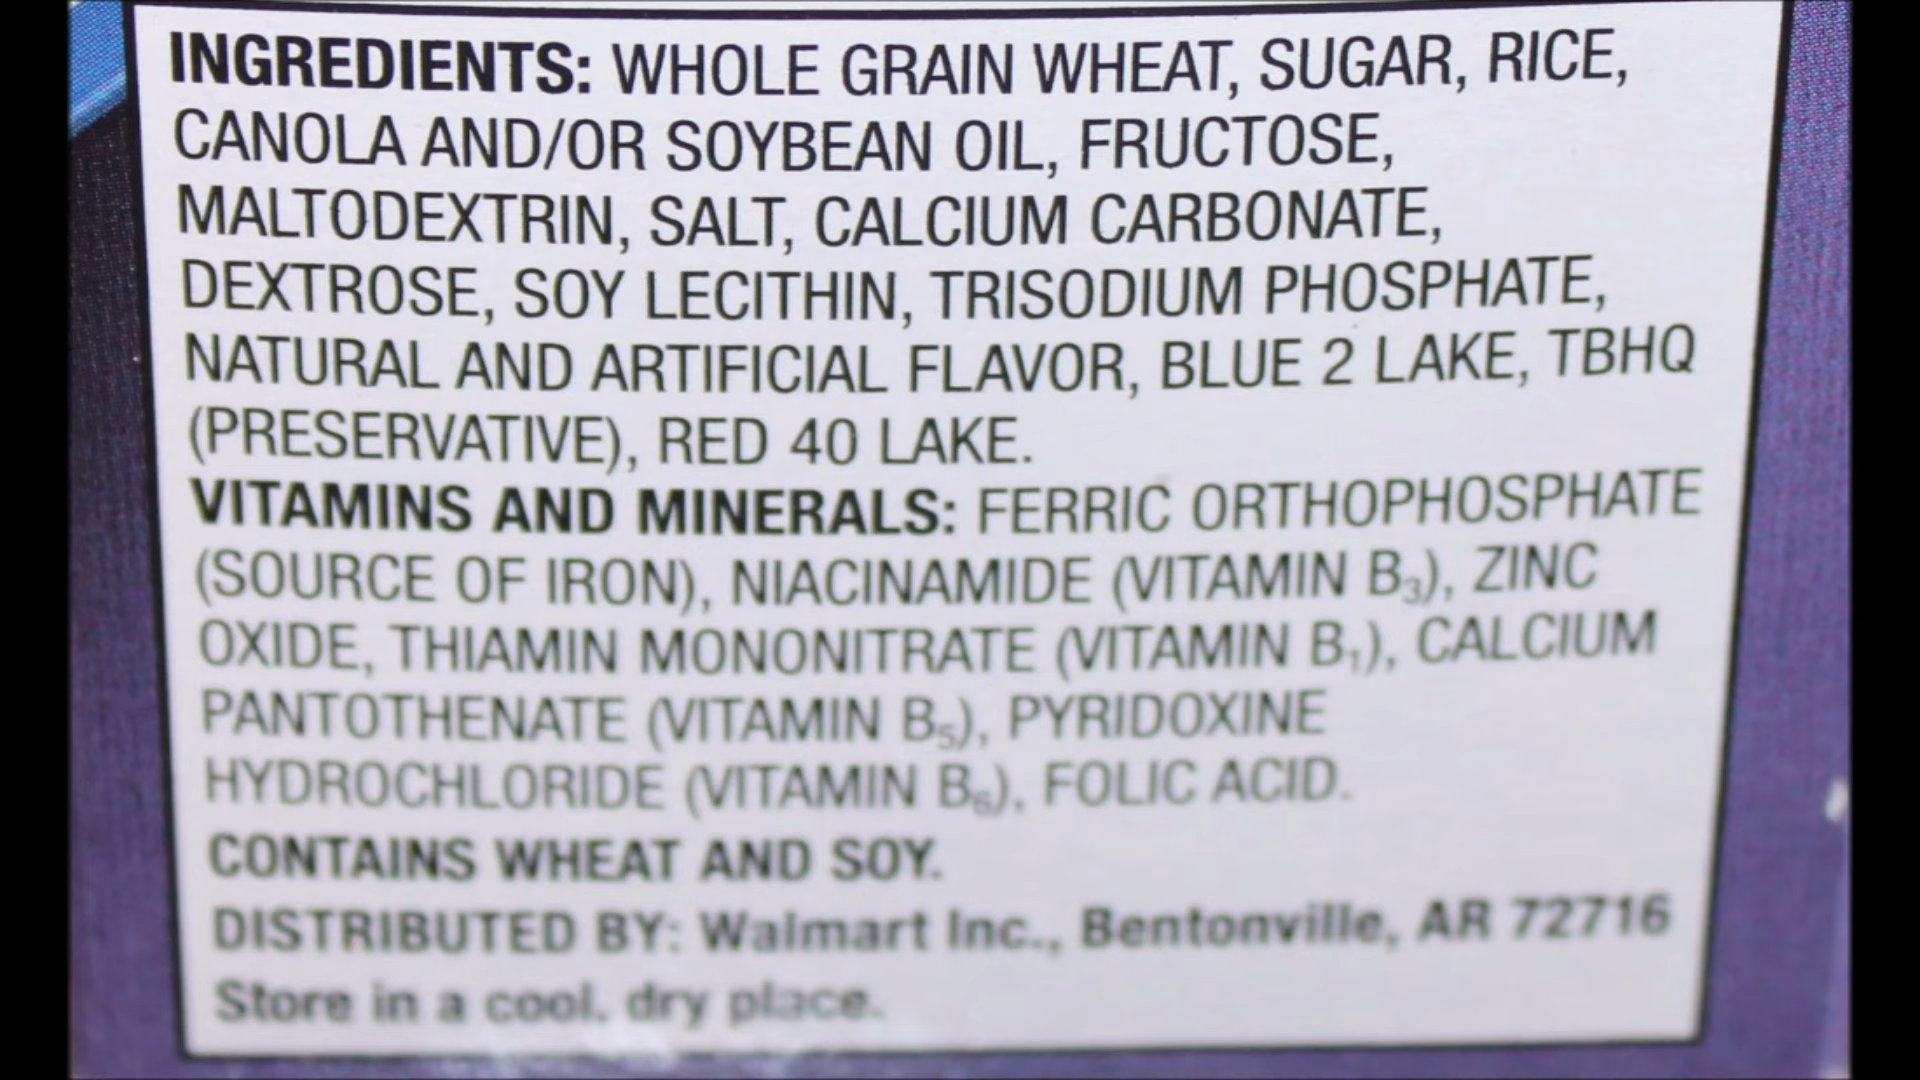 INGREDIENTS: WHOLE GRAIN WHEAT, SUGAR, RICE,
CANOLA AND/OR SOYBEAN OIL, FRUCTOSE,
MALTODEXTRIN, SALT, CALCIUM CARBONATE,
DEXTROSE, SOY LECITHIN, TRISODIUM PHOSPHATE,
NATURAL AND ARTIFICIAL FLAVOR, BLUE 2 LAKE, TBHQ
(PRESERVATIVE), RED 40 LAKE.
VITAMINS AND MINERALS: FERRIC ORTHOPHOSPHATE
(SOURCE OF IRON), NIACINAMIDE (VITAMIN B₃), ZINC
OXIDE, THIAMIN MONONITRATE (VITAMIN B₁), CALCIUM
PANTOTHENATE (VITAMIN B₅), PYRIDOXINE
HYDROCHLORIDE (VITAMIN B₆), FOLIC ACID.
CONTAINS WHEAT AND SOY.
DISTRIBUTED BY: Walmart Inc., Bentonville, AR 72716
Store in a cool, dry place.